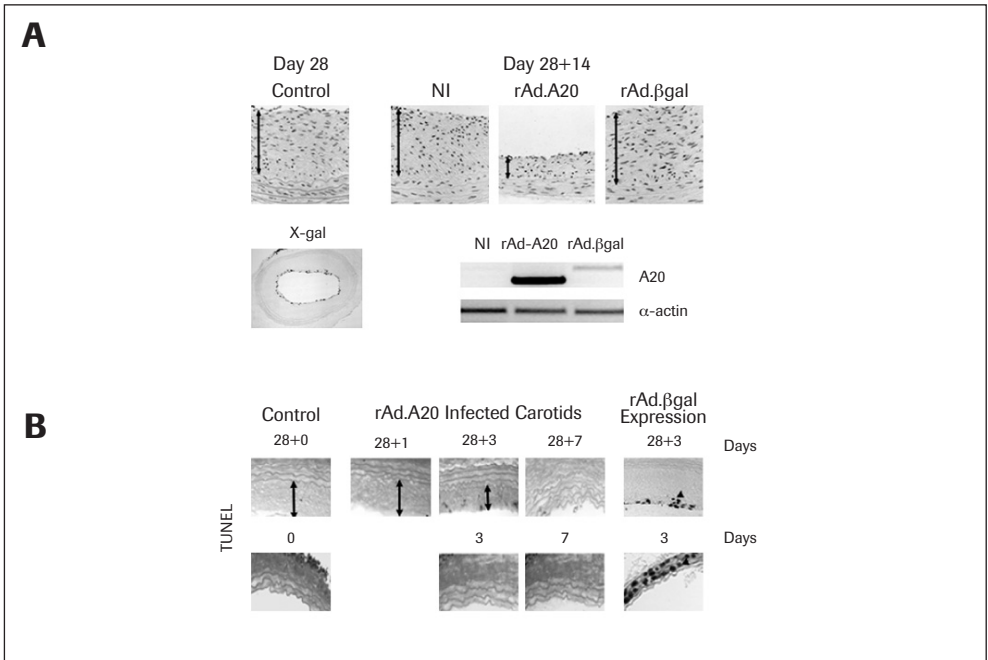 A
Day 28
Control
Day 28+14
NI
rAd.A20
rAd.βgal
X-gal
NI rAd-A20 rAd.βgal
A20
α-actin
B
Control
rAd.A20 Infected Carotids
rAd.βgal
Expression
28+0
28+1
28+3
28+7
28+3
Days
TUNEL
0
3
7
3
Days